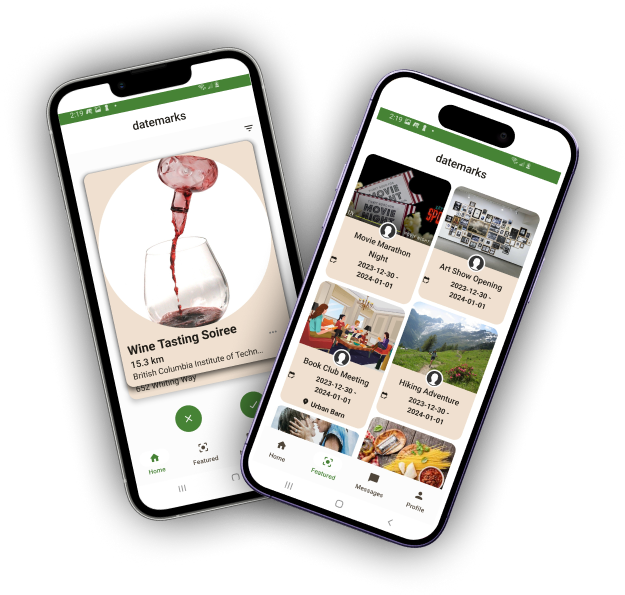 2:19
datemarks
Wine Tasting Soiree
15.3 km
British Columbia Institute of Techn...
652 Whiting Way
Home
Featured
2:19
datemarks
MOVIE
NIGHT
MOVIE
NIGHT
Movie Marathon
Night
2023-12-30 -
2024-01-01
Art Show Opening
2023-12-30 -
2024-01-01
Book Club Meeting
2023-12-30 -
2024-01-01
Urban Barn
Hiking Adventure
2023-12-30 -
2024-01-01
Home
Featured
Messages
Profile